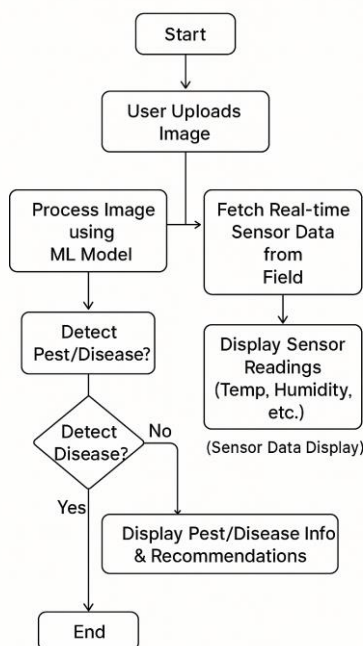 Start
User Uploads
Image
Process Image
using
ML Model
Fetch Real-time
Sensor Data
from
Field
Detect
Pest/Disease?
Display Sensor
Readings
(Temp, Humidity,
etc.)
(Sensor Data Display)
Detect
Disease?
No
Yes
Display Pest/Disease Info
& Recommendations
End